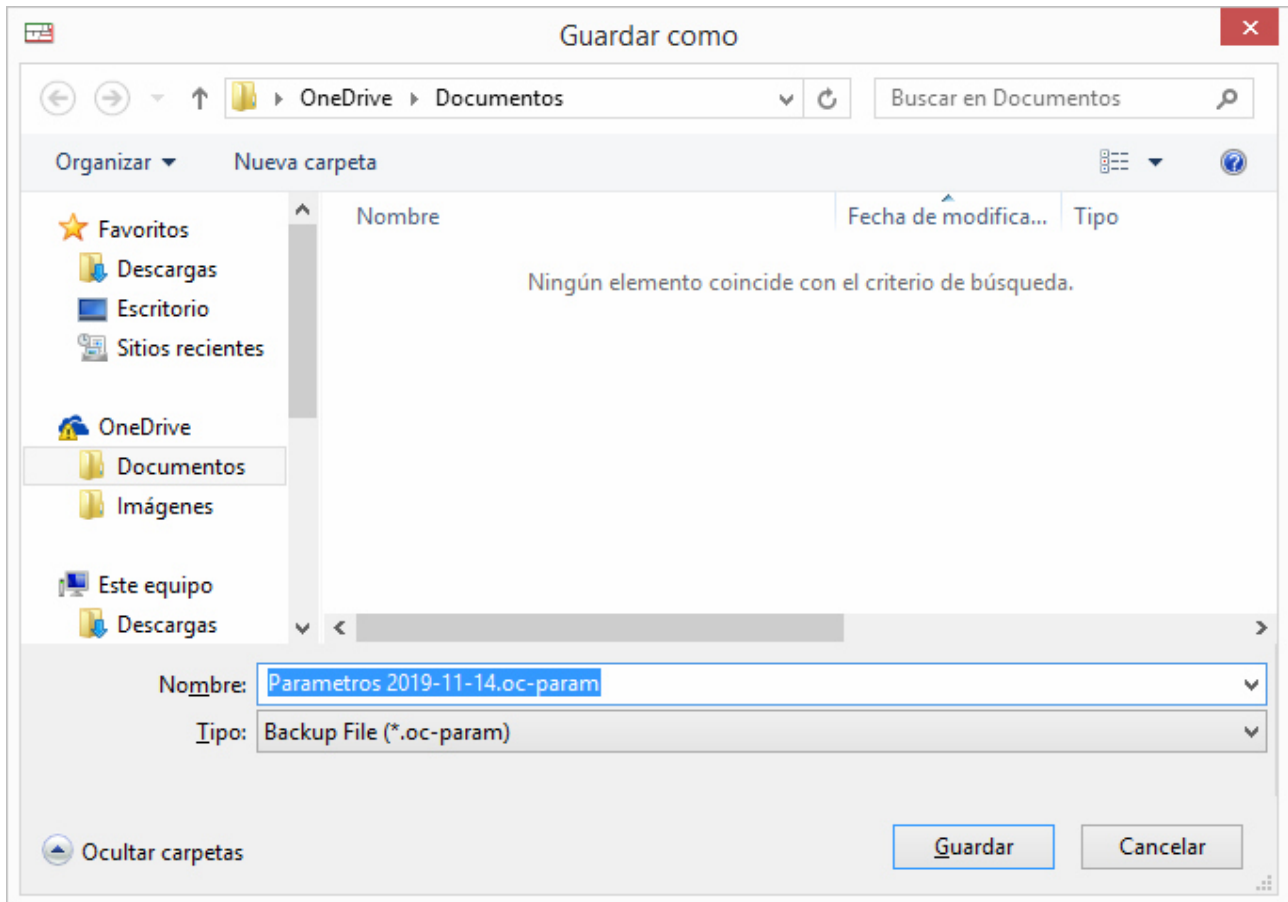 Guardar como
OneDrive Documentos Buscar en Documentos
Organizar Nueva carpeta
Nombre Fecha de modifica... Tipo
Ningún elemento coincide con el criterio de búsqueda.
Favoritos
Descargas
Escritorio
Sitios recientes
OneDrive
Documentos
Imágenes
Este equipo
Descargas
Nombre: Parametros 2019-11-14.oc-param
Tipo: Backup File (*.oc-param)
Ocultar carpetas Guardar Cancelar